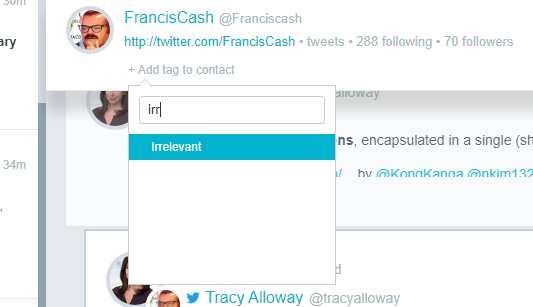 30m
FrancisCash @Franciscash
ary
http://twitter.com/FrancisCash • tweets • 288 following • 70 followers
+ Add tag to contact
alloway
irr
ns, encapsulated in a single (sh
Irrelevant
34m
/... by @KongKanga @pkim132
d
Tracy Alloway @tracyalloway